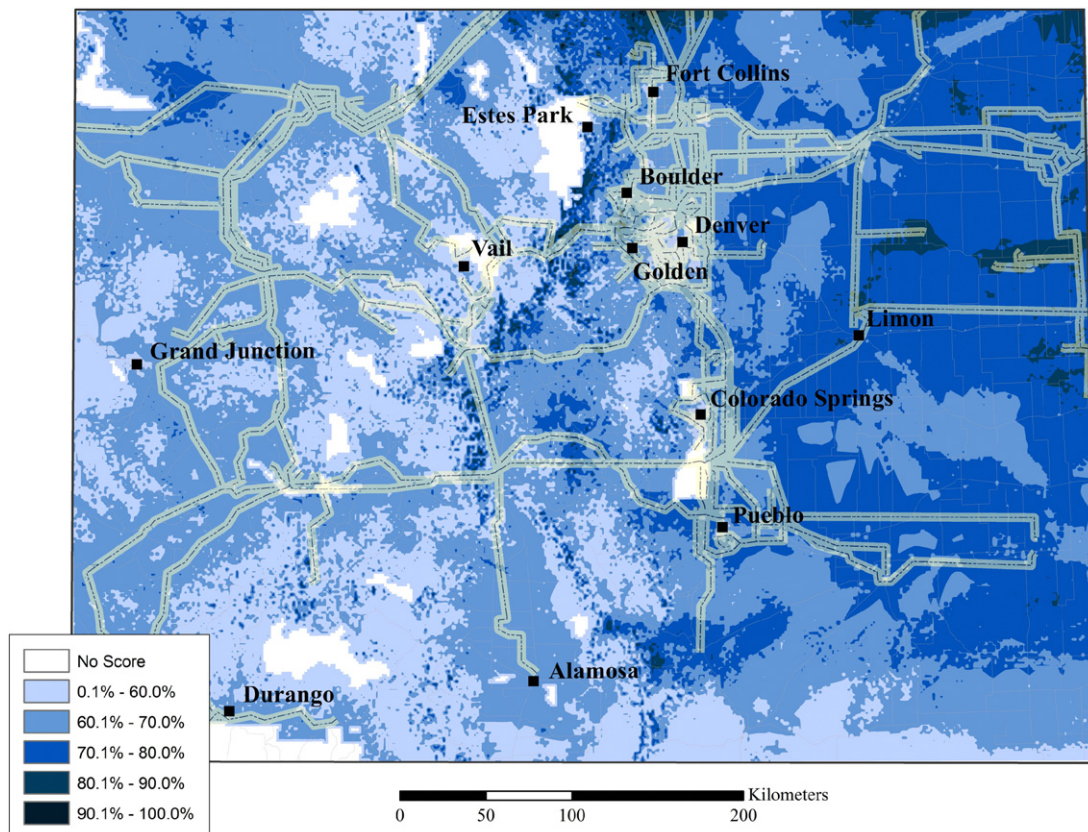 Fort Collins
Estes Park
Boulder
Denver
Vail
Golden
Limon
Grand Junction
Colorado Springs
Pueblo
Alamosa
Durango
No Score
0.1% - 60.0%
60.1% - 70.0%
70.1% - 80.0%
80.1% - 90.0%
90.1% - 100.0%
Kilometers
0 50 100 200